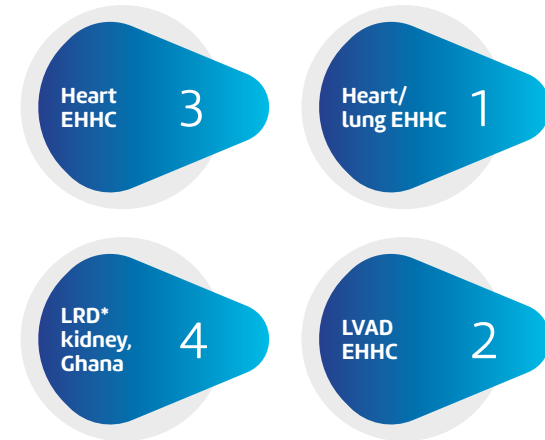 Heart
EHHC
3
Heart/
lung EHHC
1
LRD*
kidney,
Ghana
4
LVAD
EHHC
2